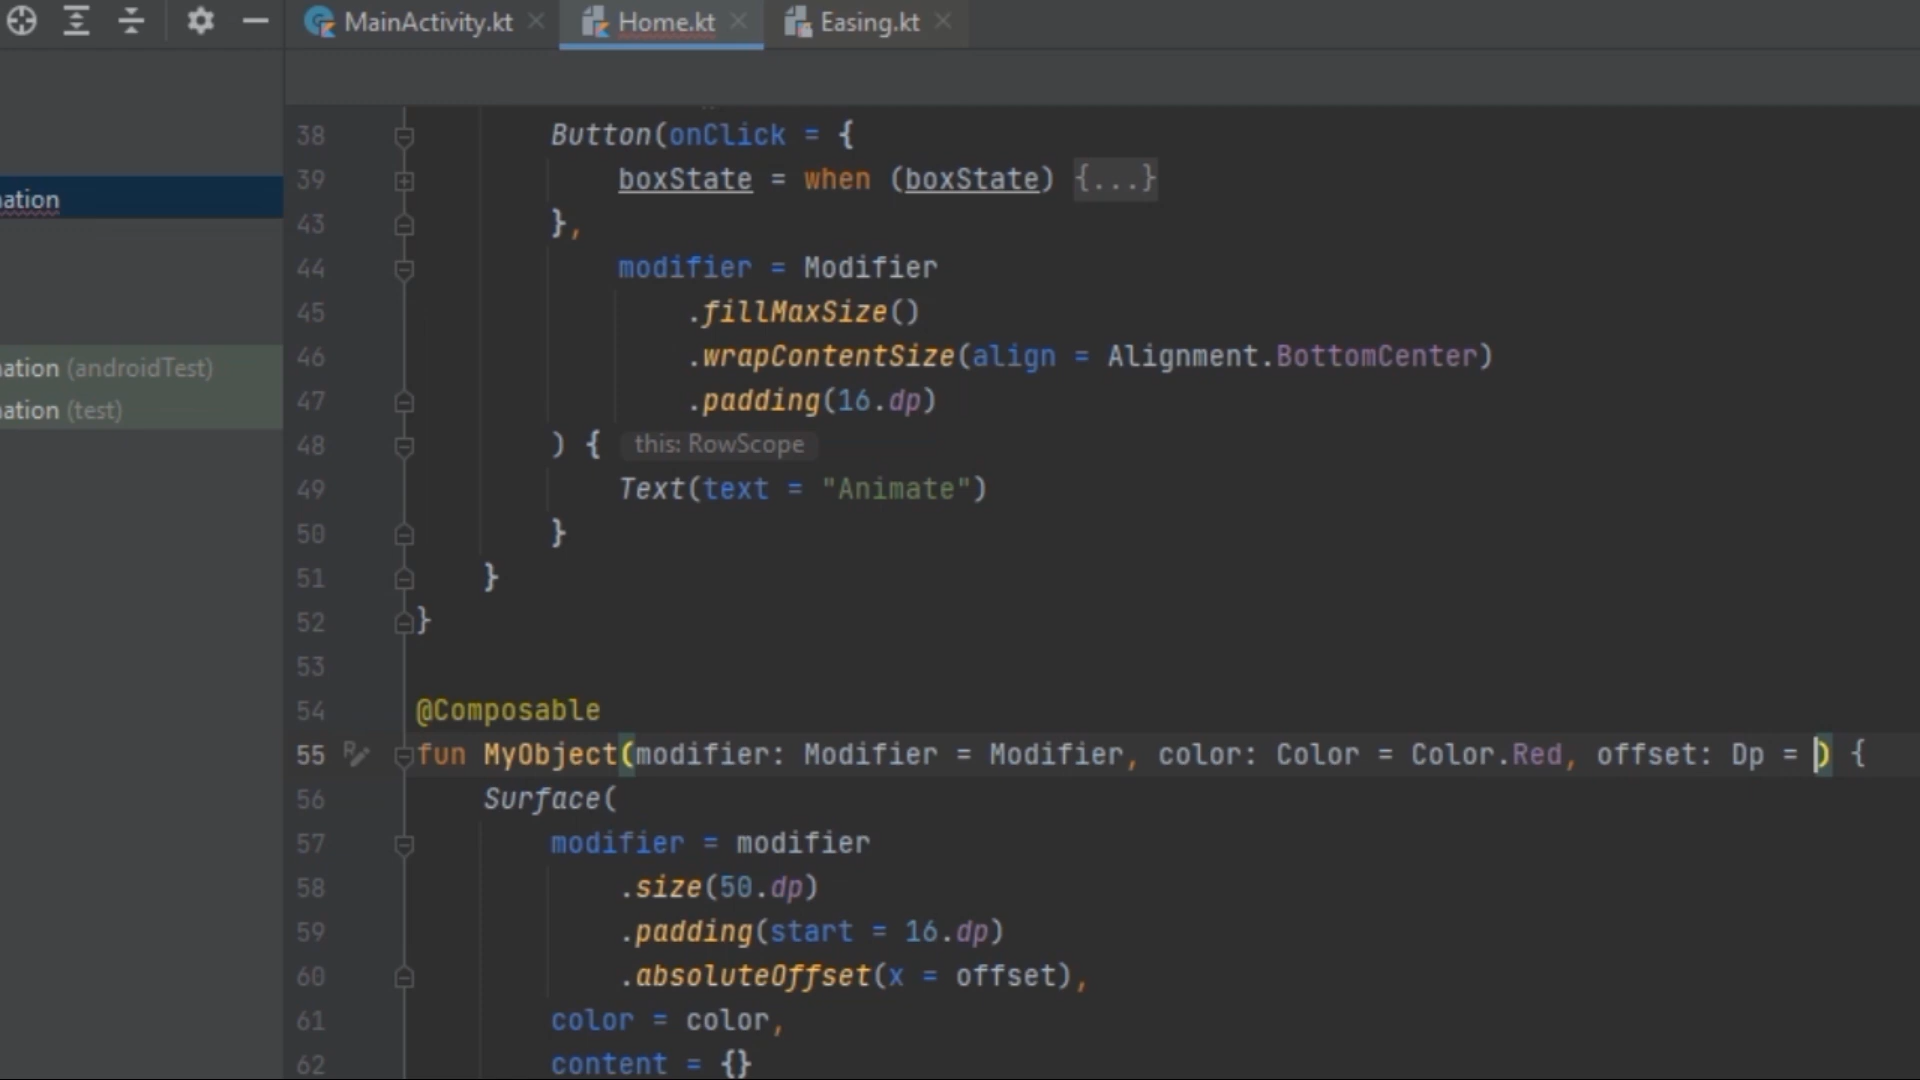 MainActivity.kt
Home.kt
Easing.kt
ation
ation (androidTest)
ation (test)
38 Button(onClick = {
39 boxState = when (boxState) {...}
43 },
44 modifier = Modifier
45 .fillMaxSize()
46 .wrapContentSize(align = Alignment.BottomCenter)
47 .padding(16.dp)
48 ) { this: RowScope
49 Text(text = "Animate")
50 }
51 }
52 }
53
54 @Composable
55 fun MyObject(modifier: Modifier = Modifier, color: Color = Color.Red, offset: Dp = ) {
56 Surface(
57 modifier = modifier
58 .size(50.dp)
59 .padding(start = 16.dp)
60 .absoluteOffset(x = offset),
61 color = color,
62 content = {}